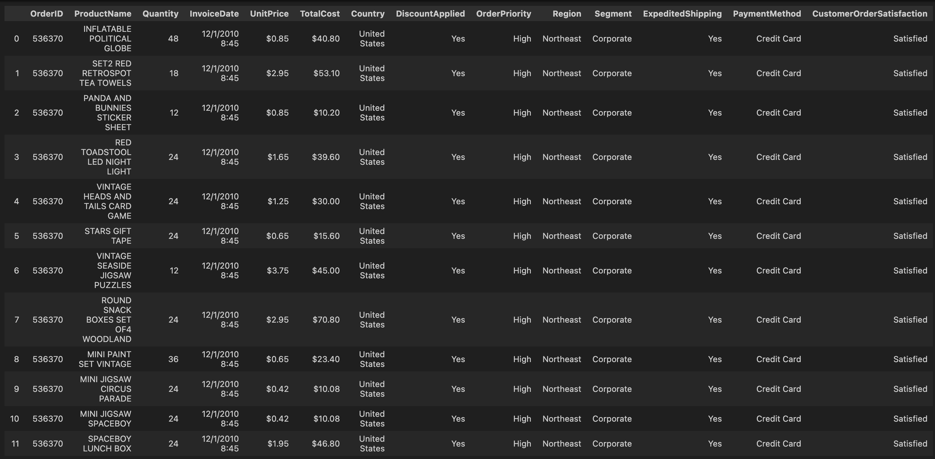 OrderID ProductName Quantity InvoiceDate UnitPrice TotalCost Country DiscountApplied OrderPriority Region Segment ExpeditedShipping PaymentMethod CustomerOrderSatisfaction
0 536370 INFLATABLE POLITICAL GLOBE 48 12/1/2010 8:45 $0.85 $40.80 United States Yes High Northeast Corporate Yes Credit Card Satisfied
1 536370 SET2 RED RETROSPOT TEA TOWELS 18 12/1/2010 8:45 $2.95 $53.10 United States Yes High Northeast Corporate Yes Credit Card Satisfied
2 536370 PANDA AND BUNNIES STICKER SHEET 12 12/1/2010 8:45 $0.85 $10.20 United States Yes High Northeast Corporate Yes Credit Card Satisfied
3 536370 RED TOADSTOOL LED NIGHT LIGHT 24 12/1/2010 8:45 $1.65 $39.60 United States Yes High Northeast Corporate Yes Credit Card Satisfied
4 536370 VINTAGE HEADS AND TAILS CARD GAME 24 12/1/2010 8:45 $1.25 $30.00 United States Yes High Northeast Corporate Yes Credit Card Satisfied
5 536370 STARS GIFT TAPE 24 12/1/2010 8:45 $0.65 $15.60 United States Yes High Northeast Corporate Yes Credit Card Satisfied
6 536370 VINTAGE SEASIDE JIGSAW PUZZLES 12 12/1/2010 8:45 $3.75 $45.00 United States Yes High Northeast Corporate Yes Credit Card Satisfied
7 536370 ROUND SNACK BOXES SET OF4 WOODLAND 24 12/1/2010 8:45 $2.95 $70.80 United States Yes High Northeast Corporate Yes Credit Card Satisfied
8 536370 MINI PAINT SET VINTAGE 36 12/1/2010 8:45 $0.65 $23.40 United States Yes High Northeast Corporate Yes Credit Card Satisfied
9 536370 MINI JIGSAW CIRCUS PARADE 24 12/1/2010 8:45 $0.42 $10.08 United States Yes High Northeast Corporate Yes Credit Card Satisfied
10 536370 MINI JIGSAW SPACEBOY 24 12/1/2010 8:45 $0.42 $10.08 United States Yes High Northeast Corporate Yes Credit Card Satisfied
11 536370 SPACEBOY LUNCH BOX 24 12/1/2010 8:45 $1.95 $46.80 United States Yes High Northeast Corporate Yes Credit Card Satisfied